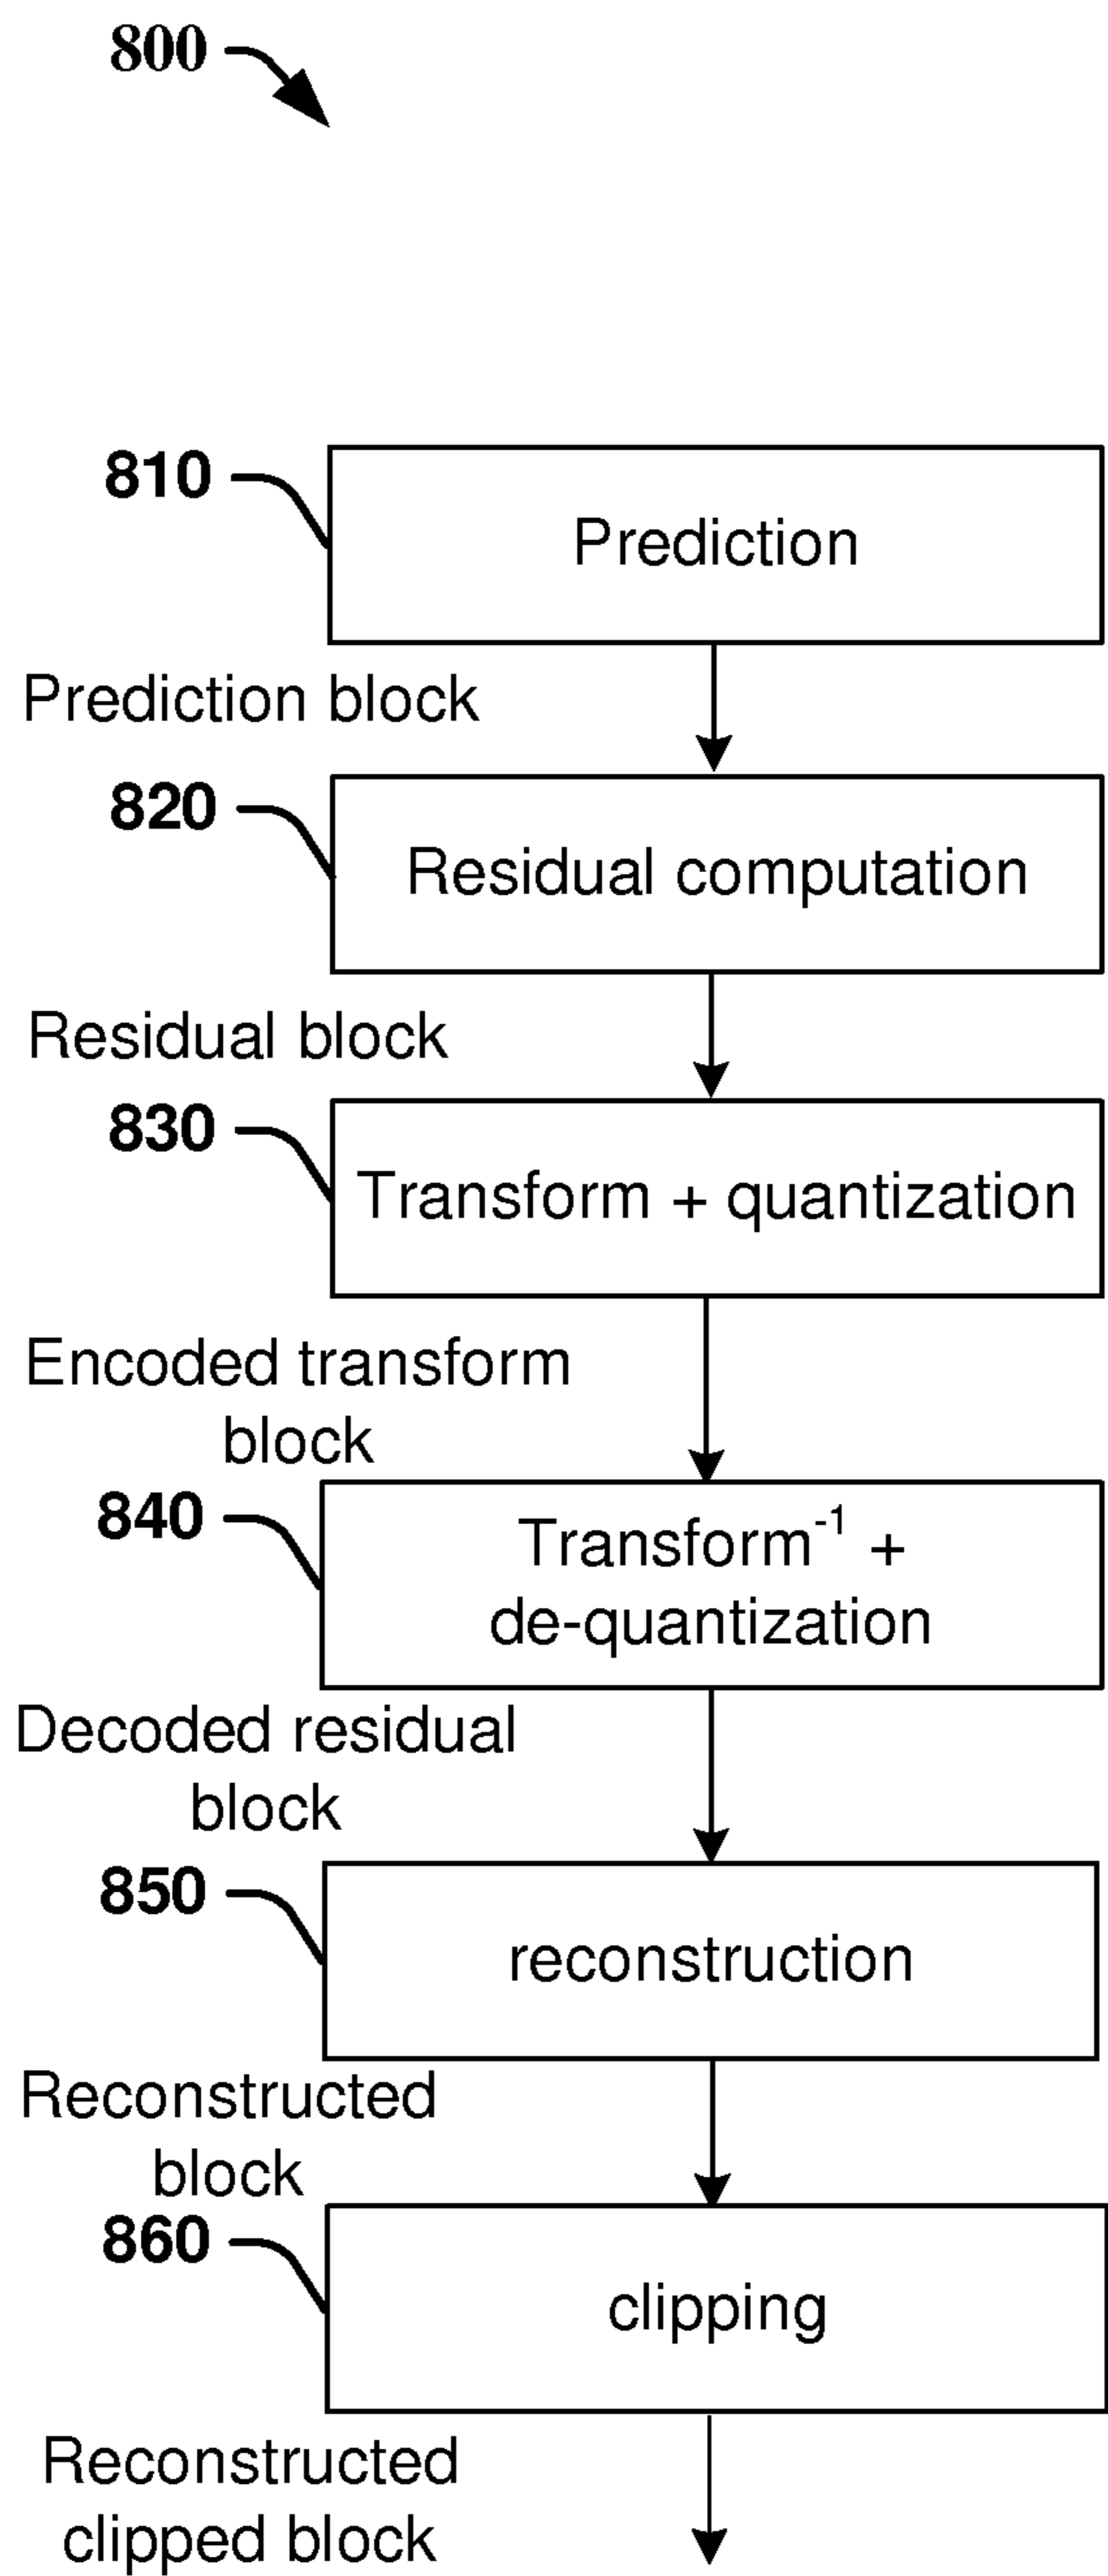 800
810
Prediction
Prediction block
820
Residual computation
Residual block
830
Transform + quantization
Encoded transform
block
840
Transform⁻¹ +
de-quantization
Decoded residual
block
850
reconstruction
Reconstructed
block
860
clipping
Reconstructed
clipped block